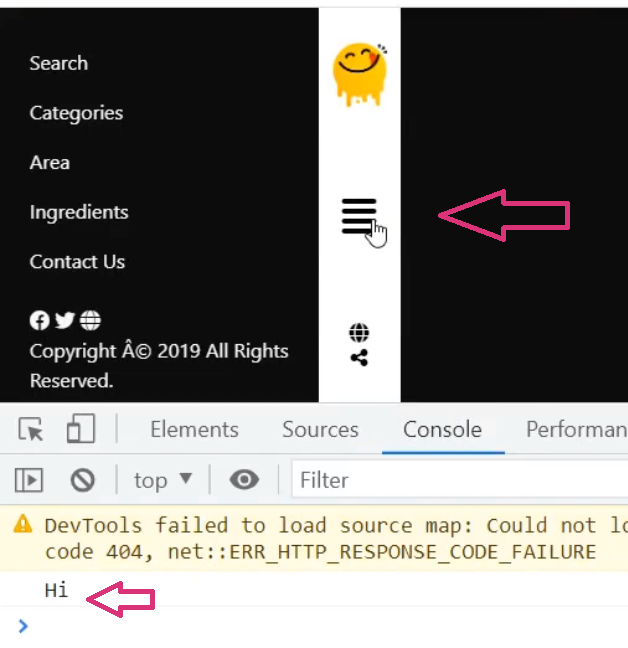 Search
Categories
Area
Ingredients
Contact Us
Copyright Â© 2019 All Rights
Reserved.
Elements Sources Console Performan
top Filter
DevTools failed to load source map: Could not lo
code 404, net::ERR_HTTP_RESPONSE_CODE_FAILURE
Hi